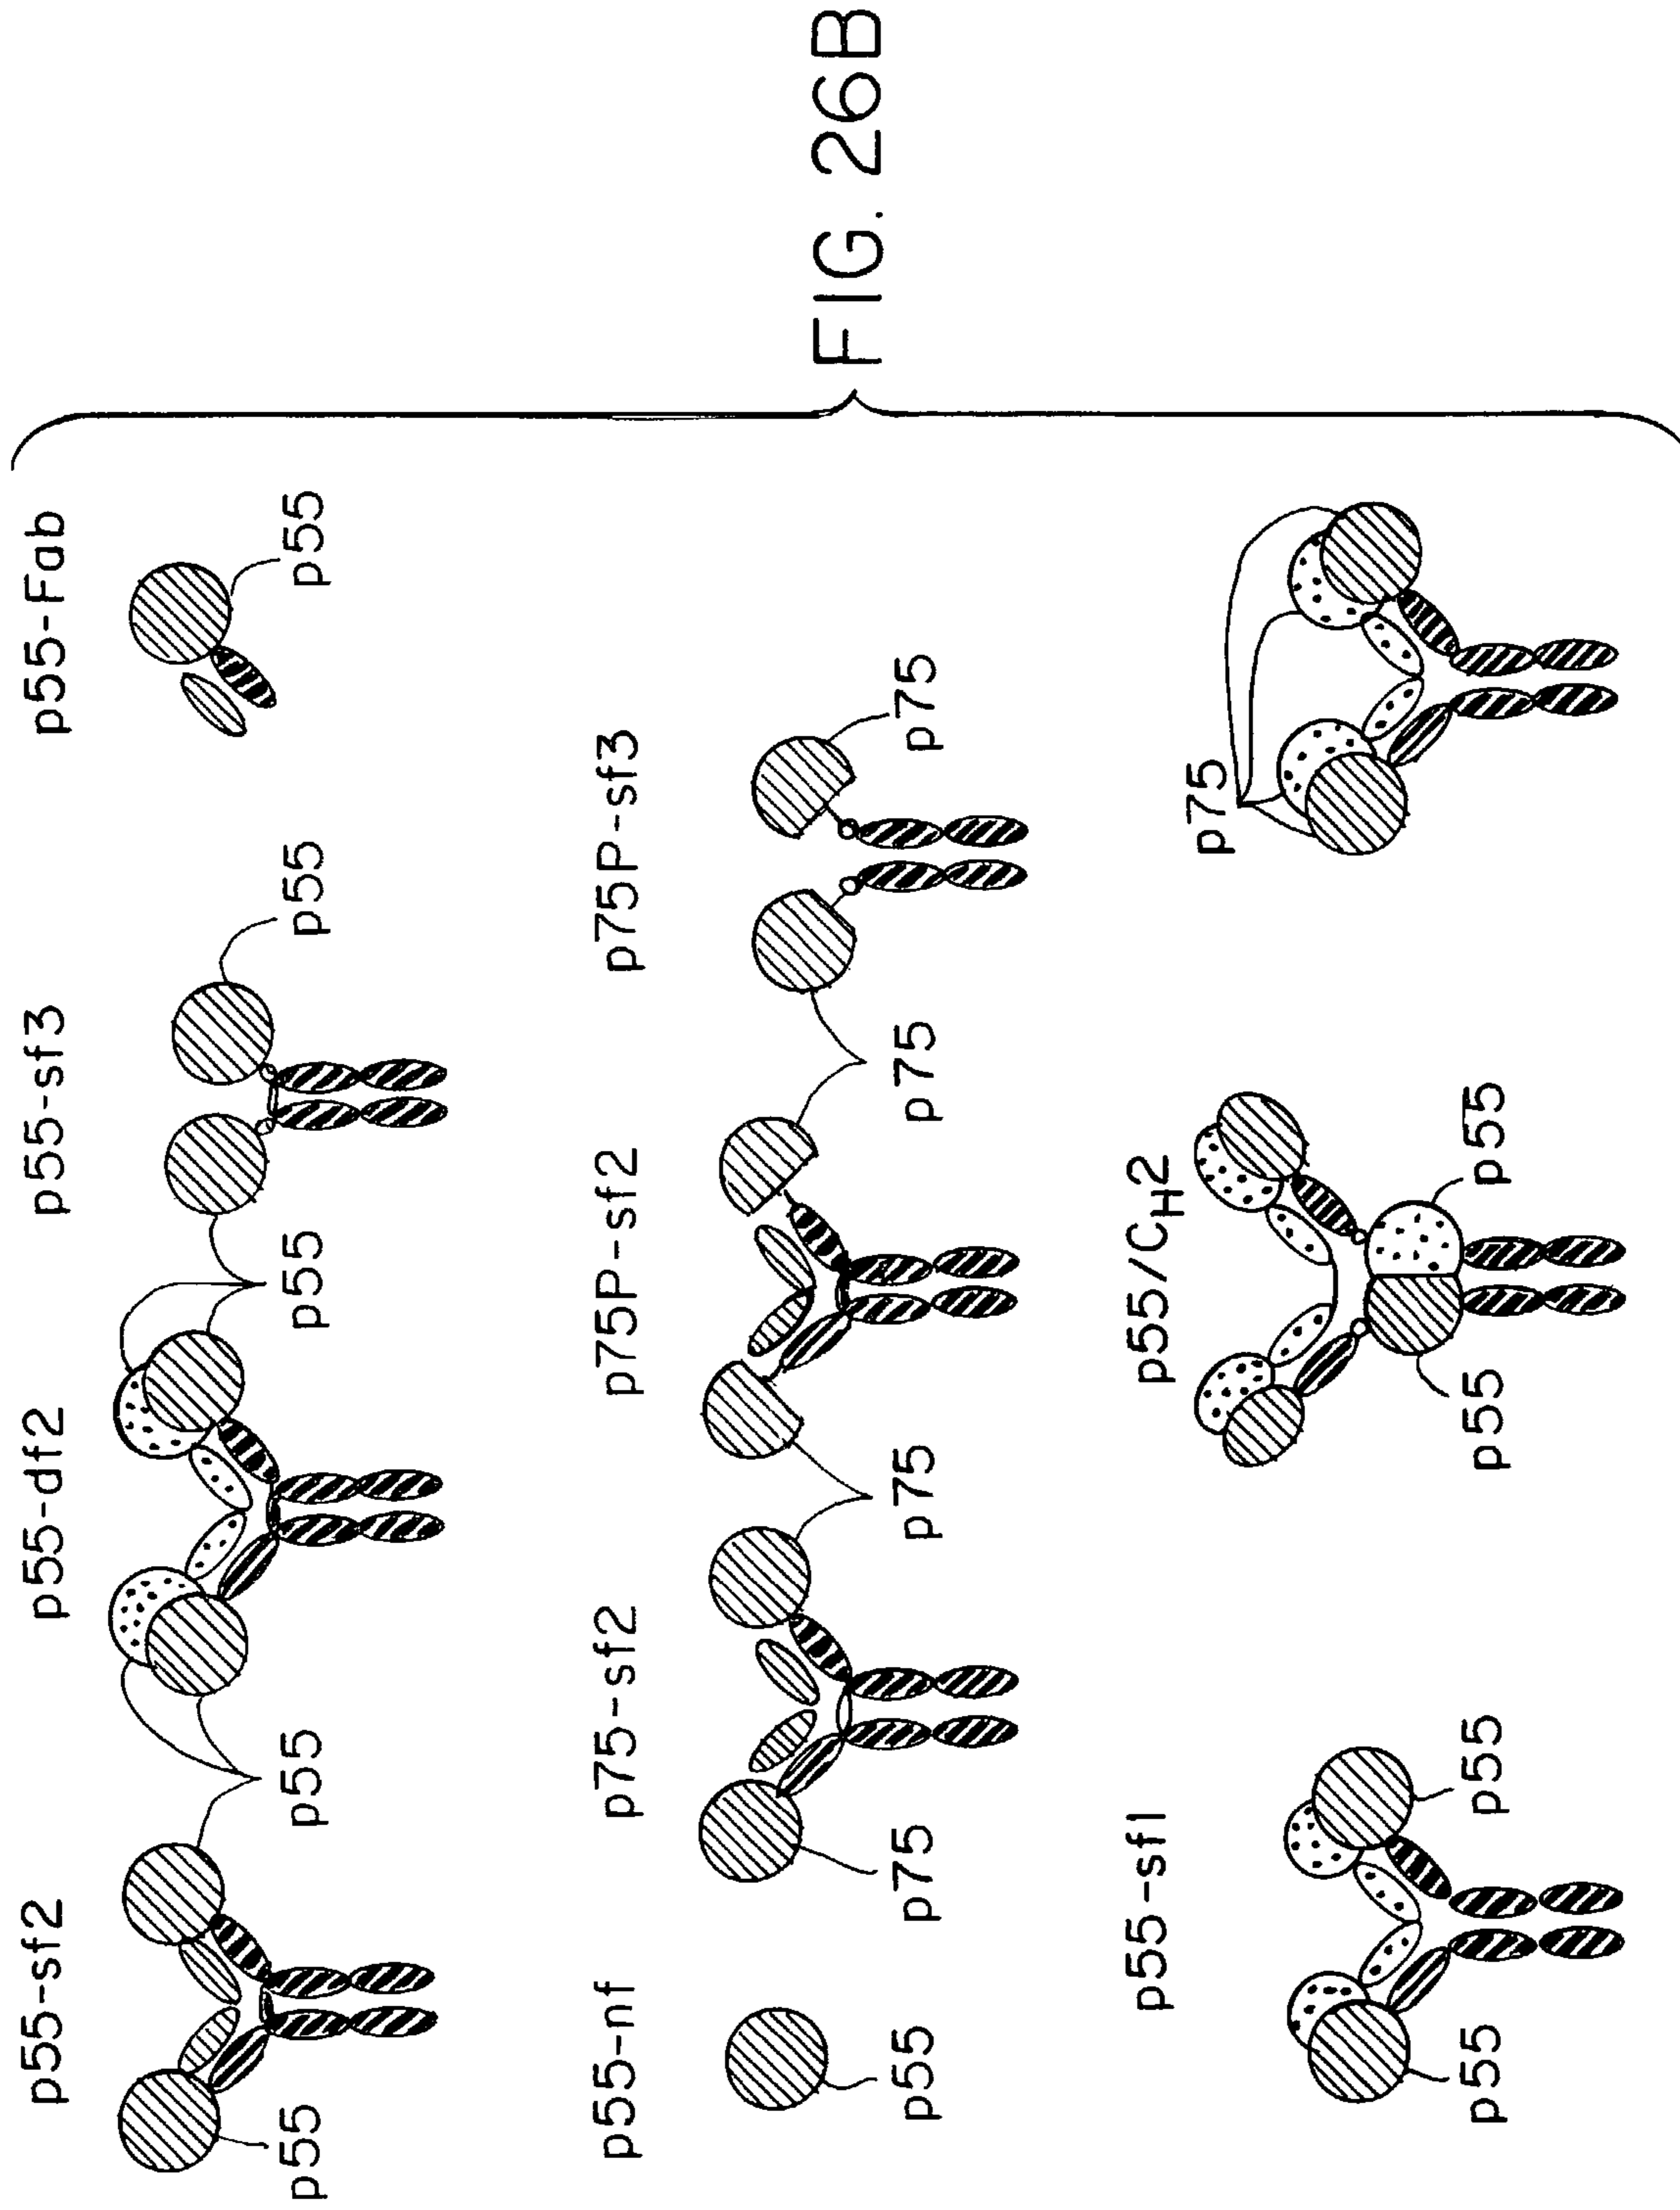 p55-sf2 p55-df2 p55-sf3 p55-Fab
p55 p55 p55 p55 p55
p55-nf p75-sf2 p75P-sf2 p75P-sf3
p55 p75 p75 p75 p75
p55-sf1 p55/CH2 p75
p55 p55 p55 p55
FIG. 26B